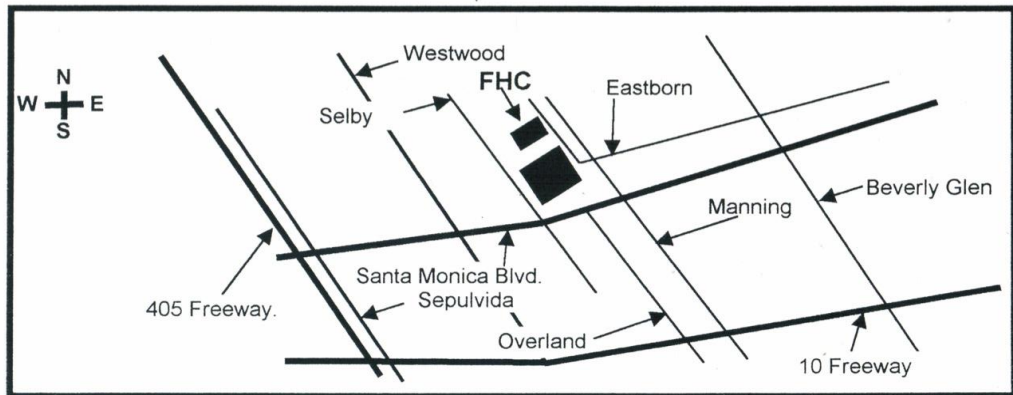 Westwood
FHC
Eastborn
N
W E
S
Selby
Beverly Glen
Manning
Santa Monica Blvd.
Sepulvida
405 Freeway.
Overland
10 Freeway